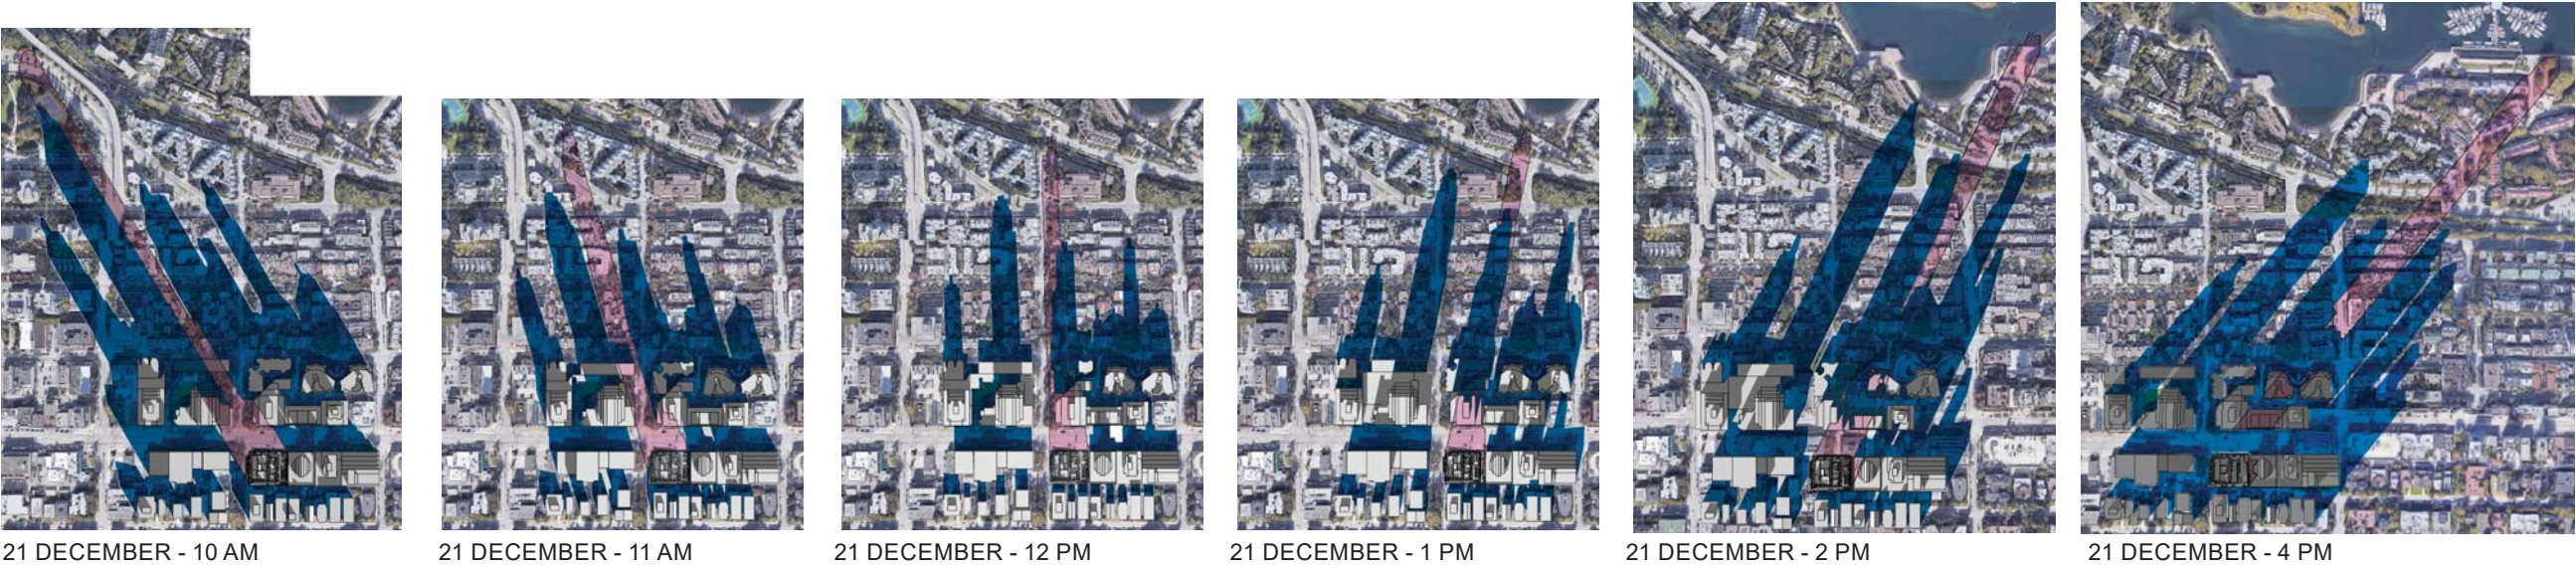 21 DECEMBER - 10 AM
21 DECEMBER - 11 AM
21 DECEMBER - 12 PM
21 DECEMBER - 1 PM
21 DECEMBER - 2 PM
21 DECEMBER - 4 PM